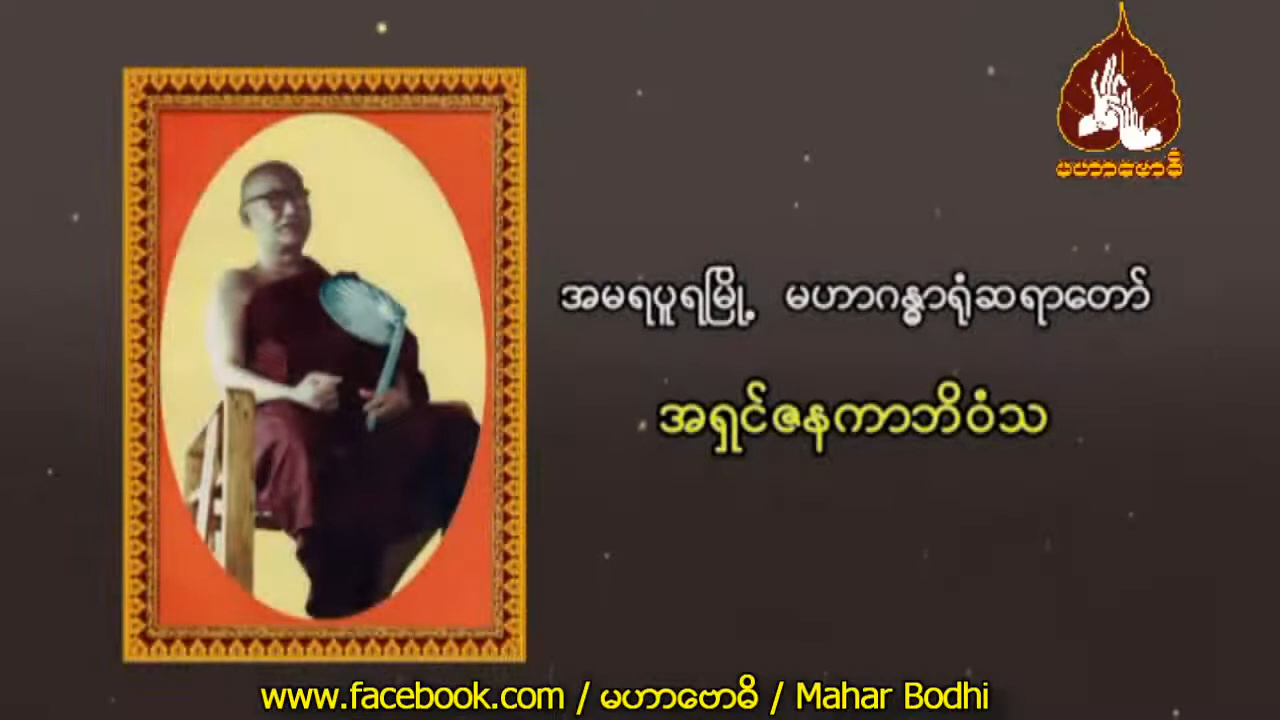 မဟာဗောဓိ
အမရပူရမြို့ မဟာဂန္ဓာရုံဆရာတော်
အရှင်ဇနကာဘိဝံသ
www.facebook.com / မဟာဗောဓိ / Mahar Bodhi